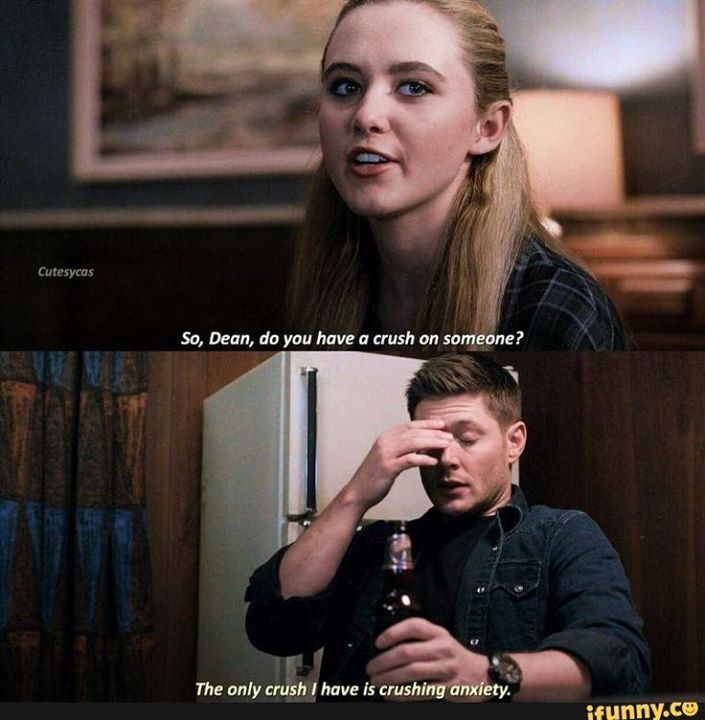 Cutesycas
So, Dean, do you have a crush on someone?
The only crush I have is crushing anxiety.
ifunny.co